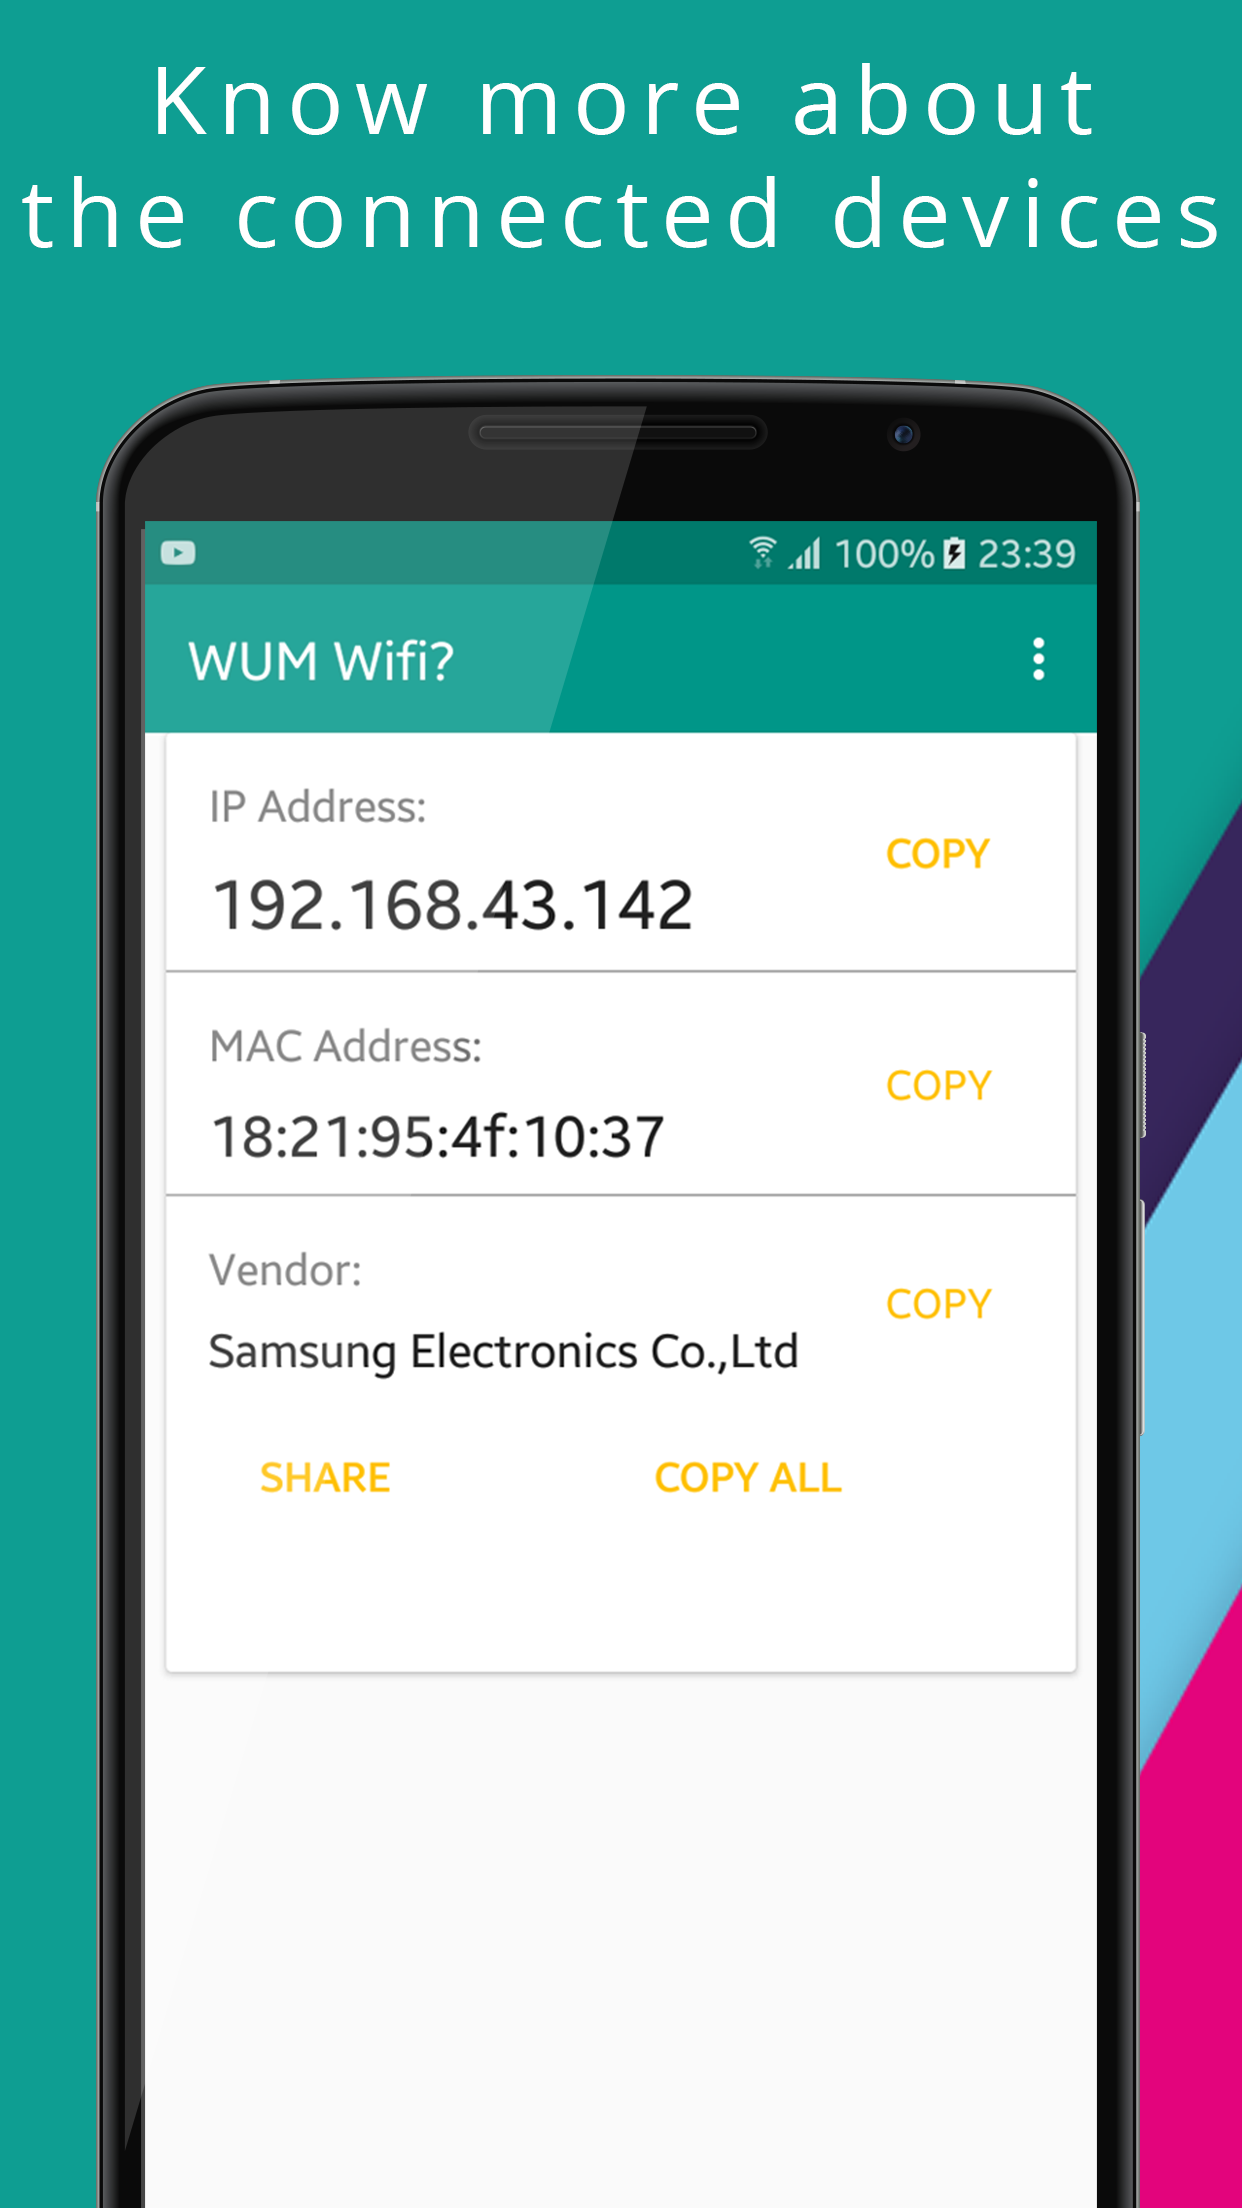 Know more about
the connected devices
100% 23:39
WUM Wifi?
IP Address:
COPY
192.168.43.142
MAC Address:
COPY
18:21:95:4f:10:37
Vendor:
COPY
Samsung Electronics Co.,Ltd
SHARE COPY ALL